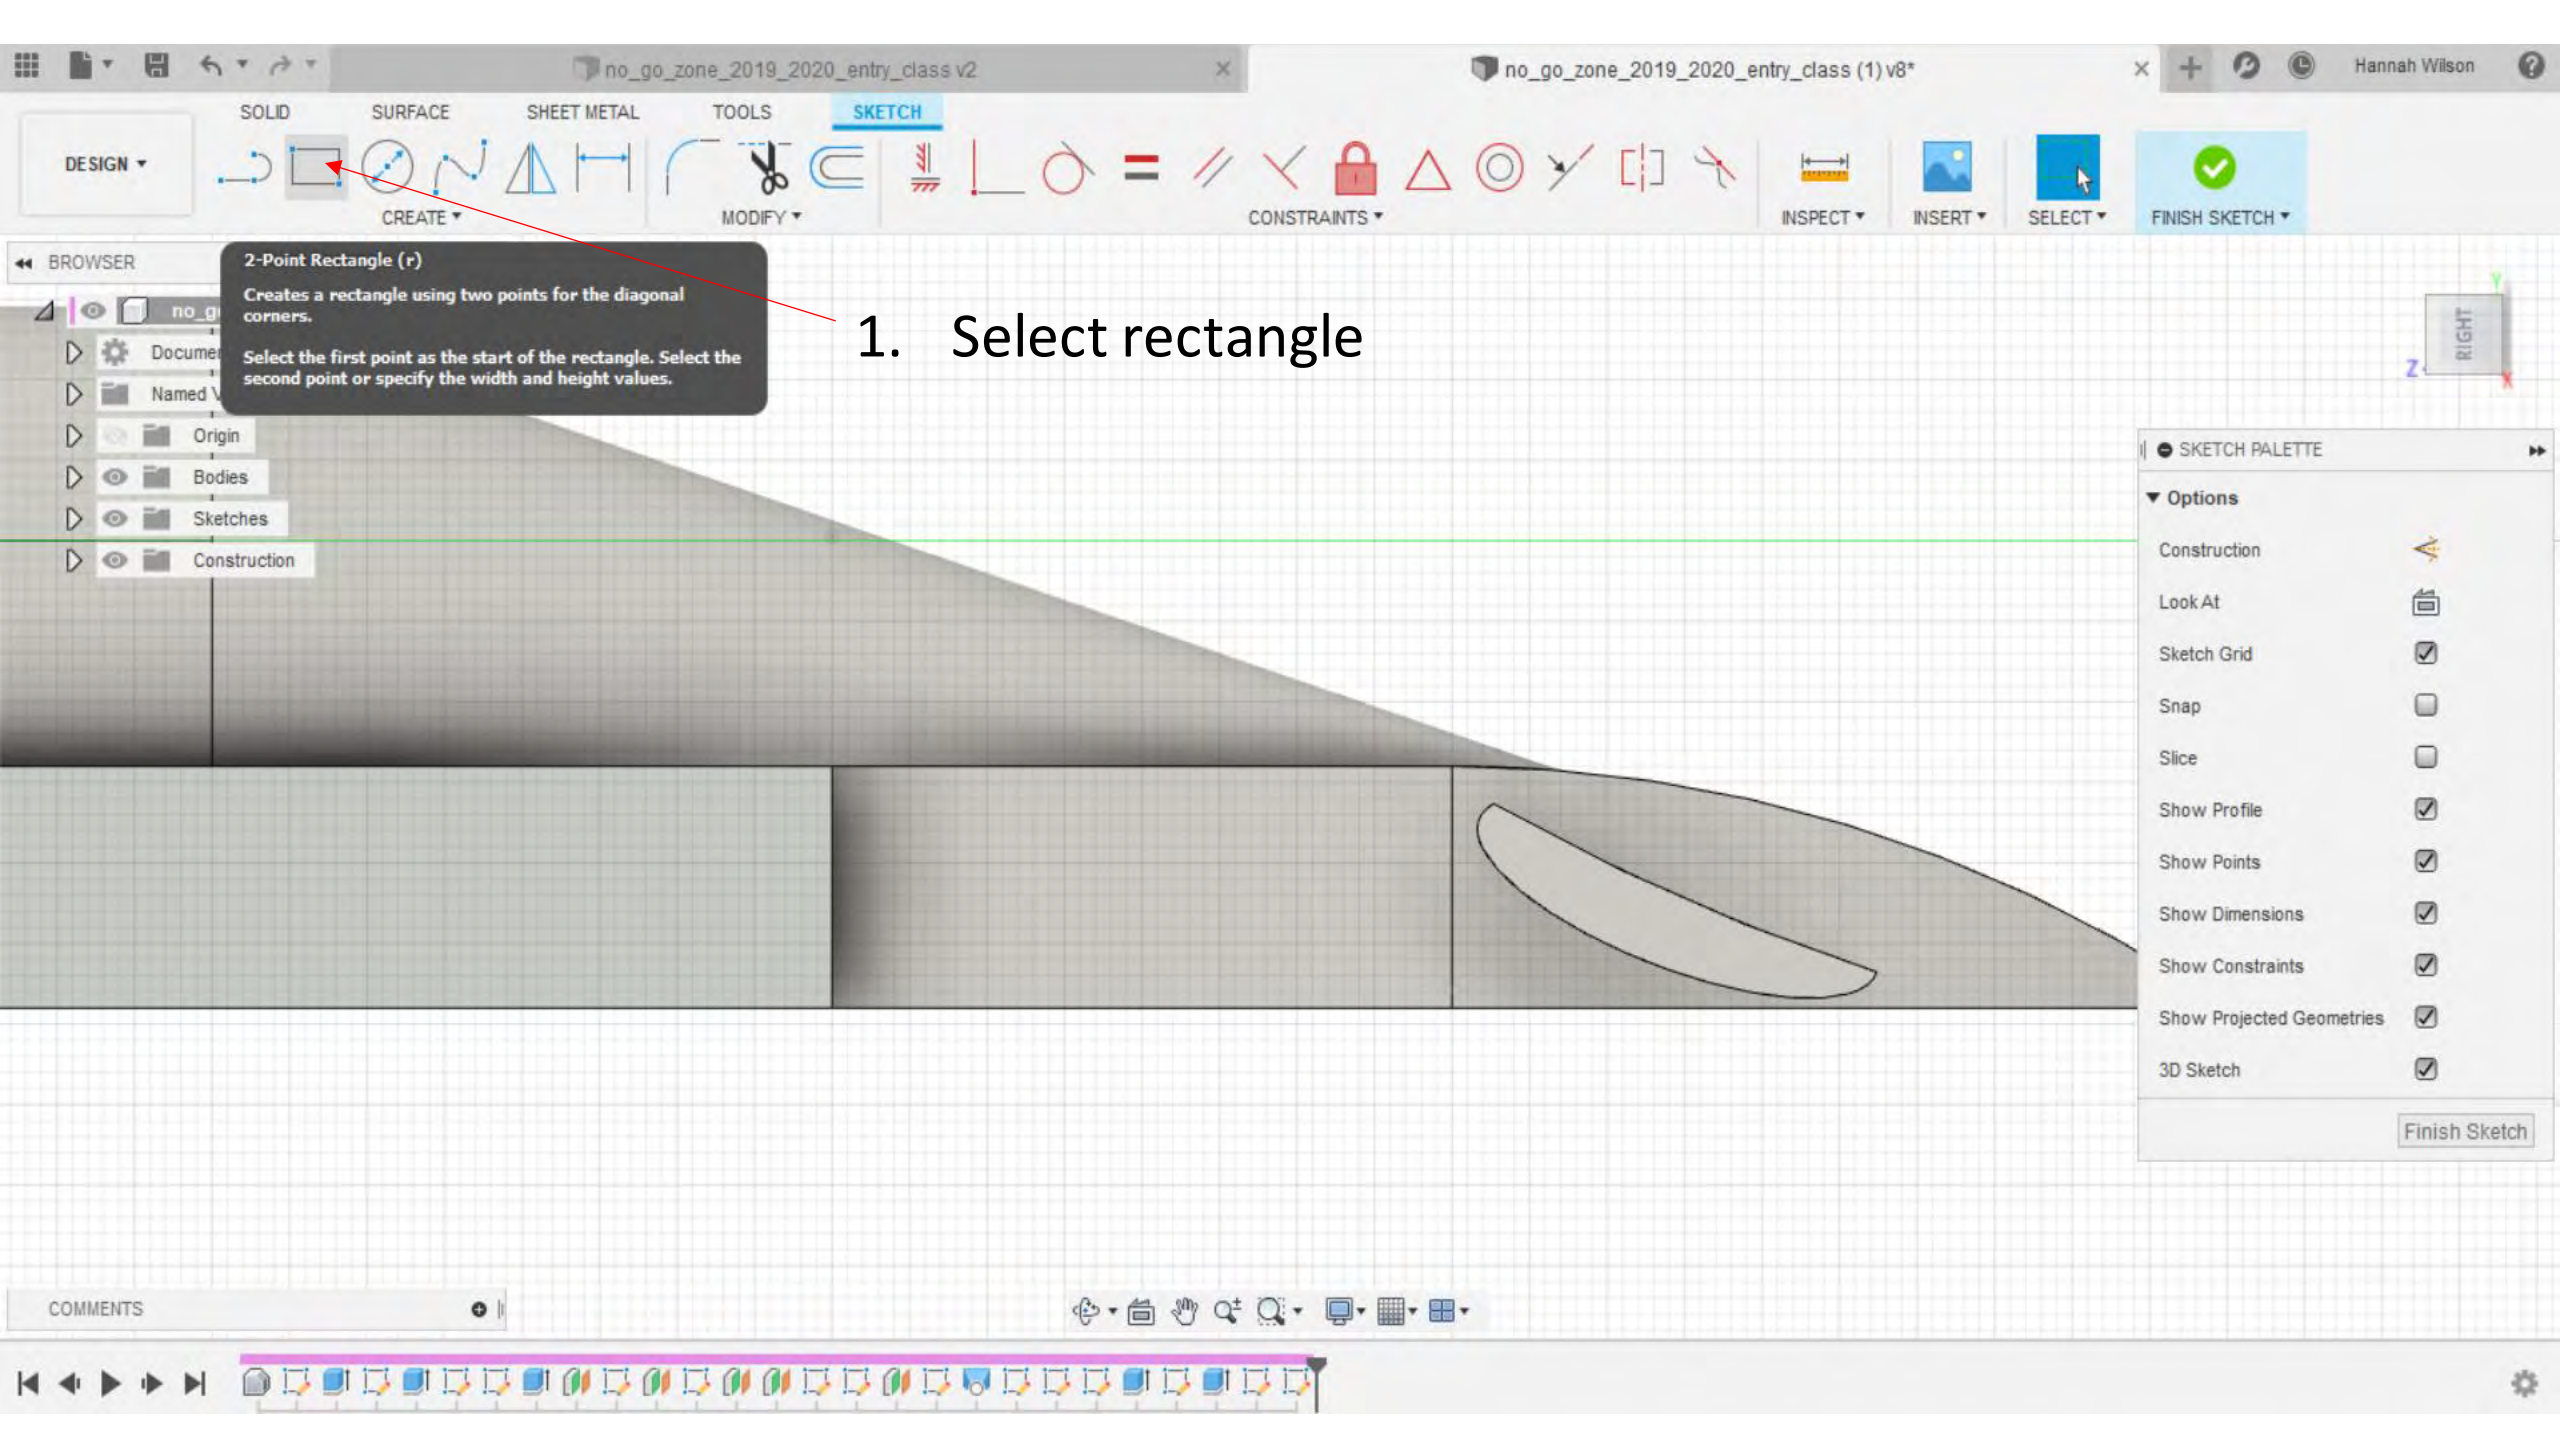 no_go_zone_2019_2020_entry_class v2
no_go_zone_2019_2020_entry_class (1) v8*
Hannah Wilson
SOLID
SURFACE
SHEET METAL
TOOLS
SKETCH
DESIGN
CREATE
MODIFY
CONSTRAINTS
INSPECT
INSERT
SELECT
FINISH SKETCH
BROWSER
2-Point Rectangle (r)
Creates a rectangle using two points for the diagonal
corners.
Select the first point as the start of the rectangle. Select the
second point or specify the width and height values.
1. Select rectangle
no_g
Docume
Named V
Origin
Bodies
Sketches
Construction
Y
RIGHT
Z
X
SKETCH PALETTE
Options
Construction
Look At
Sketch Grid
Snap
Slice
Show Profile
Show Points
Show Dimensions
Show Constraints
Show Projected Geometries
3D Sketch
Finish Sketch
COMMENTS